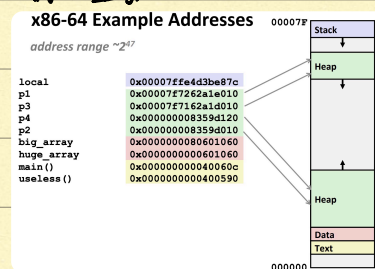 x86-64 Example Addresses
address range ~2^47
local 0x00007ffe4d3be87c
p1 0x00007f7262a1e010
p3 0x00007f7162a1d010
p4 0x000000008359d120
p2 0x000000008359d010
big_array 0x0000000080601060
huge_array 0x0000000000601060
main() 0x000000000040060c
useless() 0x0000000000400590
00007F
Stack
Heap
Heap
Data
Text
000000